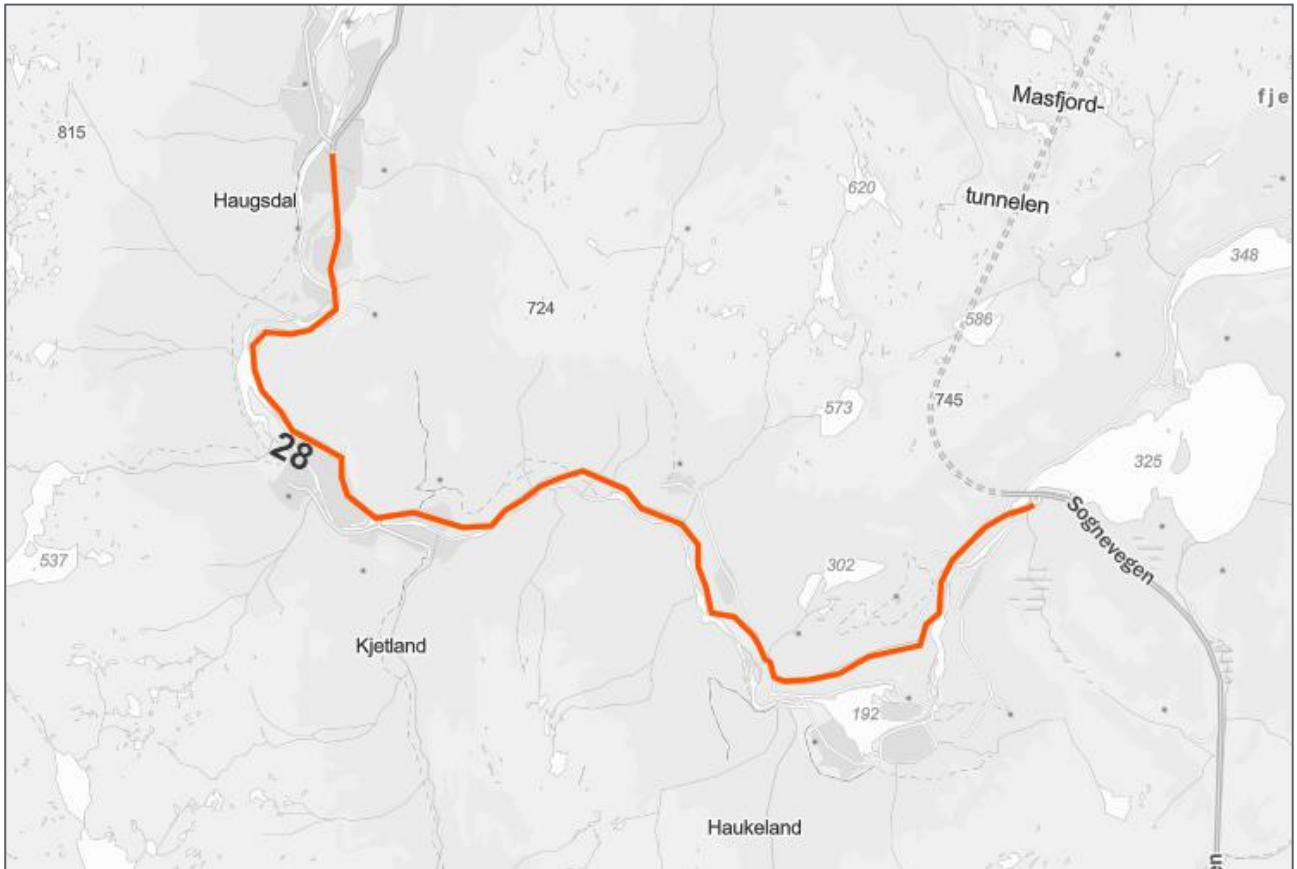 Masfjord-
fje
815
Haugsdal
620
tunnelen
348
724
586
573
745
28
325
Sognevegen
537
302
Kjetland
192
Haukeland
en